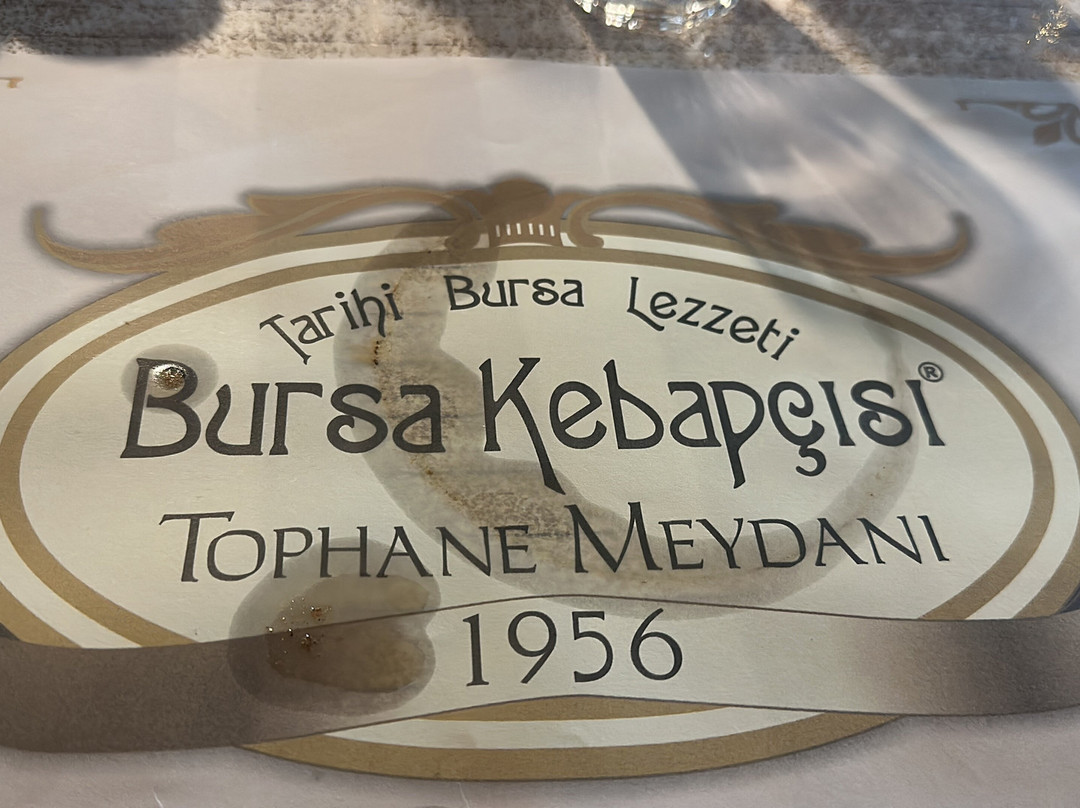 Tarihi Bursa Lezzeti
Bursa Kebapçısı®
TOPHANE MEYDANI
1956